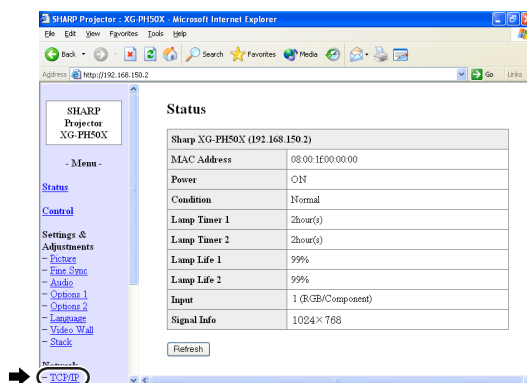 SHARP Projector : XG-PH50X - Microsoft Internet Explorer
File Edit View Favorites Tools Help
Back Search Favorites Media
Address http://192.168.150.2 Go Links
SHARP
Projector
XG-PH50X
- Menu -
Status
Control
Settings &
Adjustments
- Picture
- Fine Sync
- Audio
- Options 1
- Options 2
- Language
- Video Wall
- Stack
Network
- TCP/IP
Status
Sharp XG-PH50X (192.168.150.2)
MAC Address 08:00:1f:00:00:00
Power ON
Condition Normal
Lamp Timer 1 2hour(s)
Lamp Timer 2 2hour(s)
Lamp Life 1 99%
Lamp Life 2 99%
Input 1 (RGB/Component)
Signal Info 1024×768
Refresh